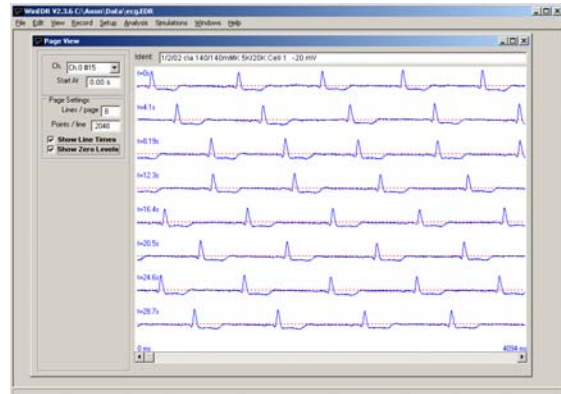 WinEDR V2.3.6 C:\Axon\Data\ecg.EDR
File Edit View Record Setup Analysis Simulations Windows Help
Page View
Ch. Ch.0 #15
Start At 0.00 s
Page Settings
Lines / page 8
Points / line 2048
Show Line Times
Show Zero Levels
Ident 1/2/02 140/140mMK 5K/20K Cell 1 -20 mV
t=0s
t=4.1s
t=8.19s
t=12.3s
t=16.4s
t=20.5s
t=24.6s
t=28.7s
0 ms 4094 ms